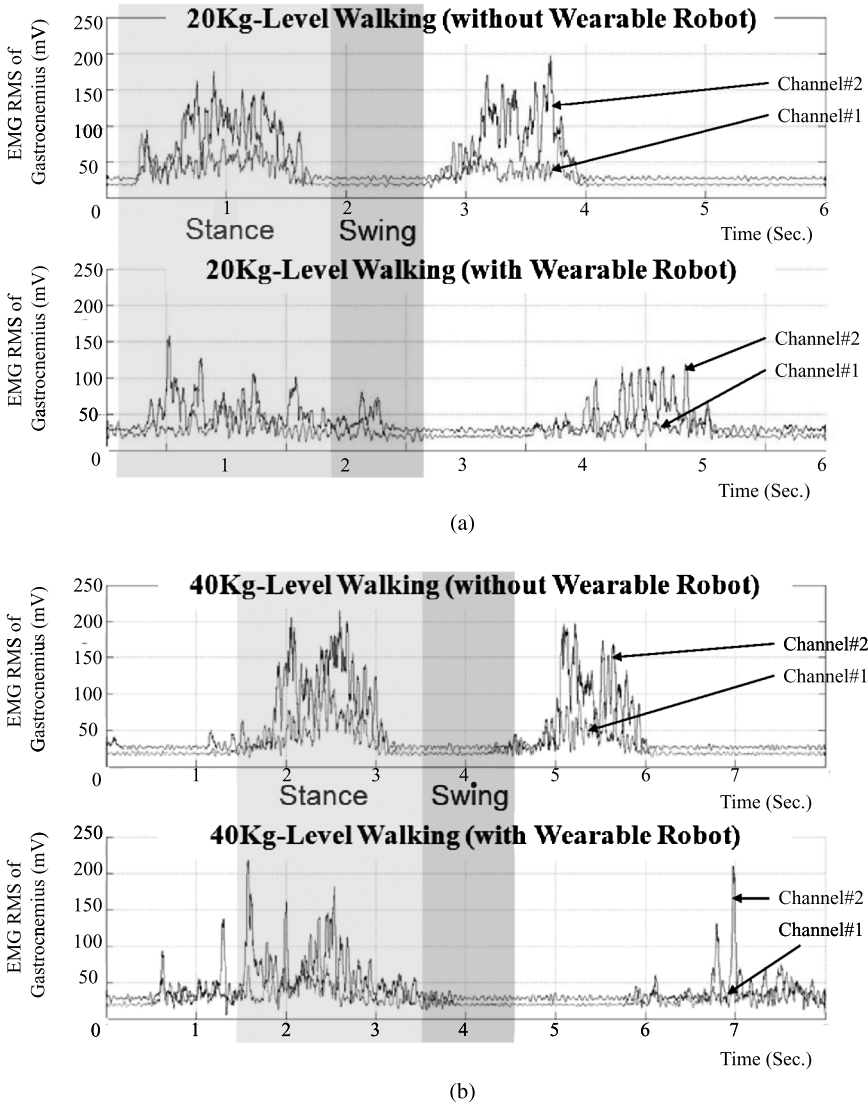 20Kg-Level Walking (without Wearable Robot)
EMG RMS of
Gastrocnemius (mV)
250
200
150
100
50
0
1 2 3 4 5 6
Channel#2
Channel#1
Stance Swing
Time (Sec.)
20Kg-Level Walking (with Wearable Robot)
EMG RMS of
Gastrocnemius (mV)
250
200
150
100
50
0
1 2 3 4 5 6
Channel#2
Channel#1
Time (Sec.)
(a)
40Kg-Level Walking (without Wearable Robot)
EMG RMS of
Gastrocnemius (mV)
250
200
150
100
50
0
1 2 3 4 5 6 7
Channel#2
Channel#1
Stance Swing
Time (Sec.)
40Kg-Level Walking (with Wearable Robot)
EMG RMS of
Gastrocnemius (mV)
250
200
150
100
50
0
1 2 3 4 5 6 7
Channel#2
Channel#1
Time (Sec.)
(b)